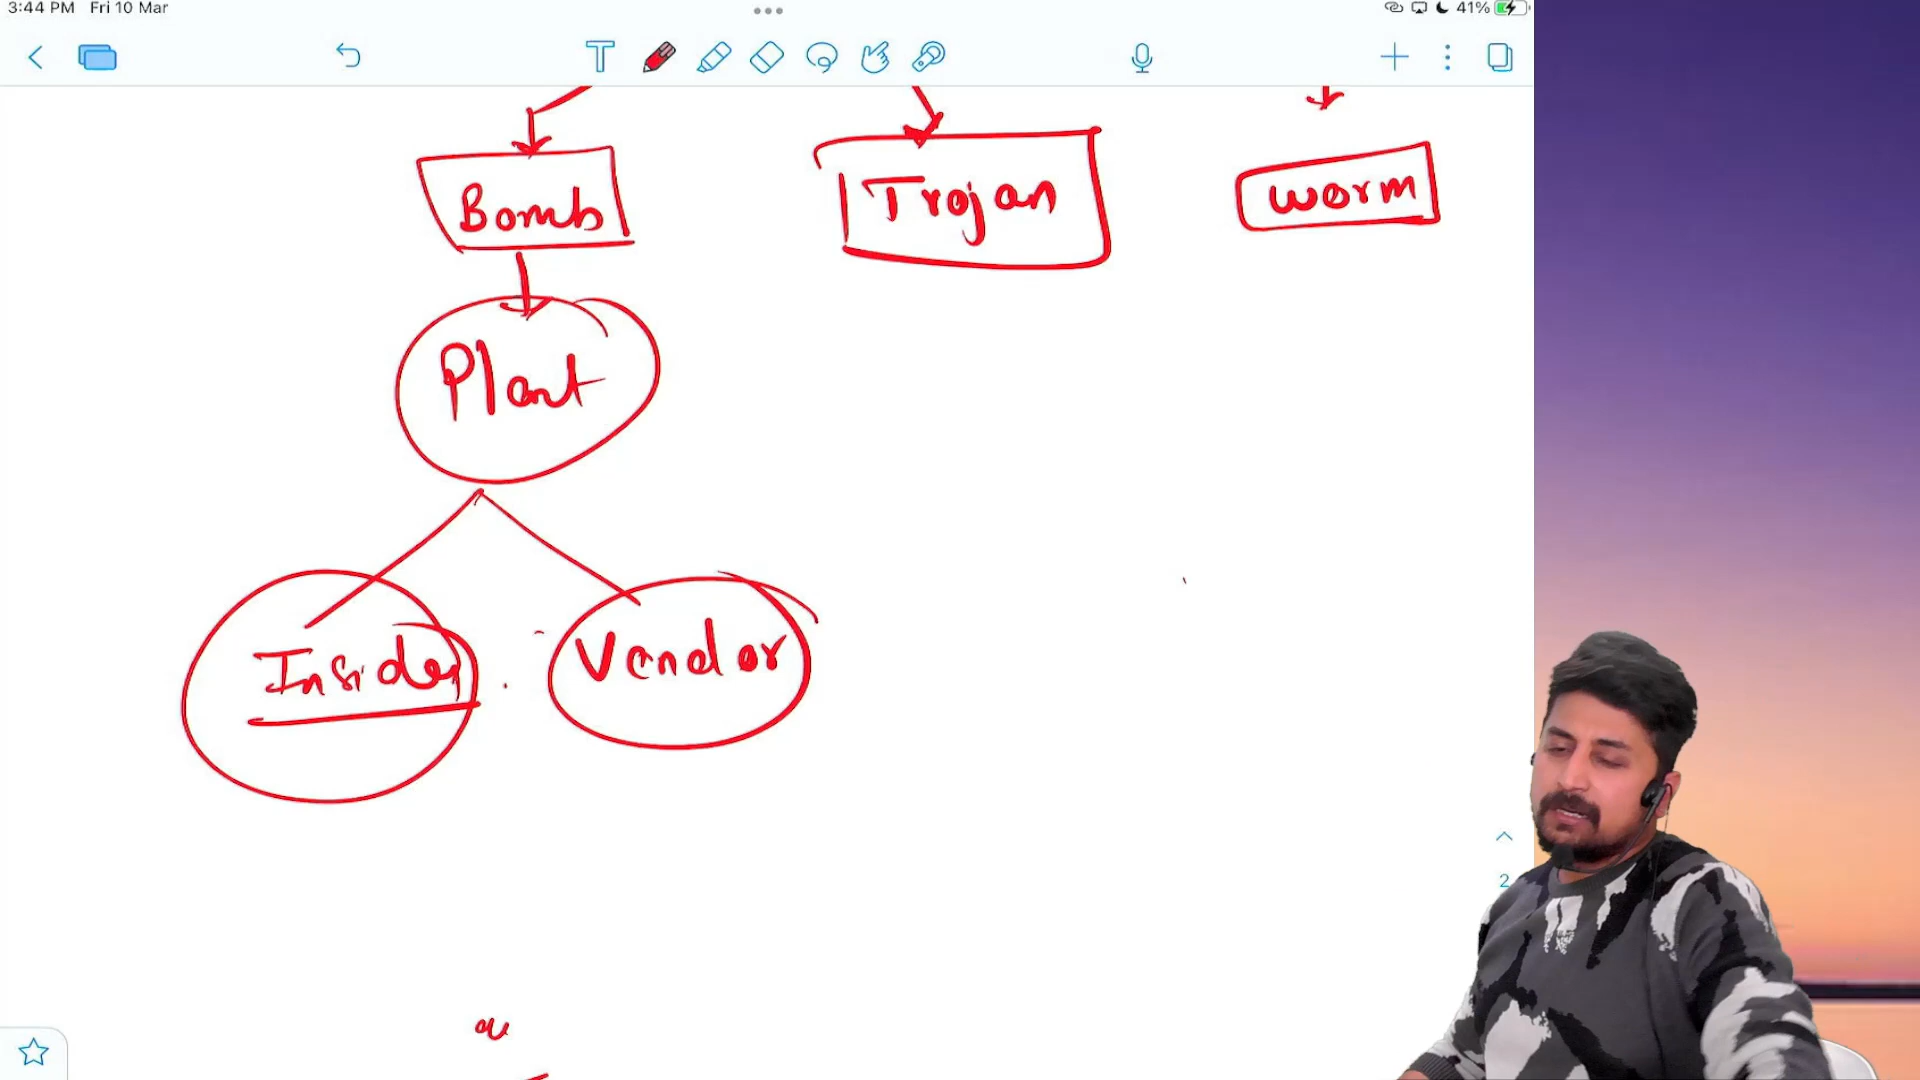 3:44 PM Fri 10 Mar
41%
T
Bomb
Trojan
worm
Plant
Insider
Vendor
2